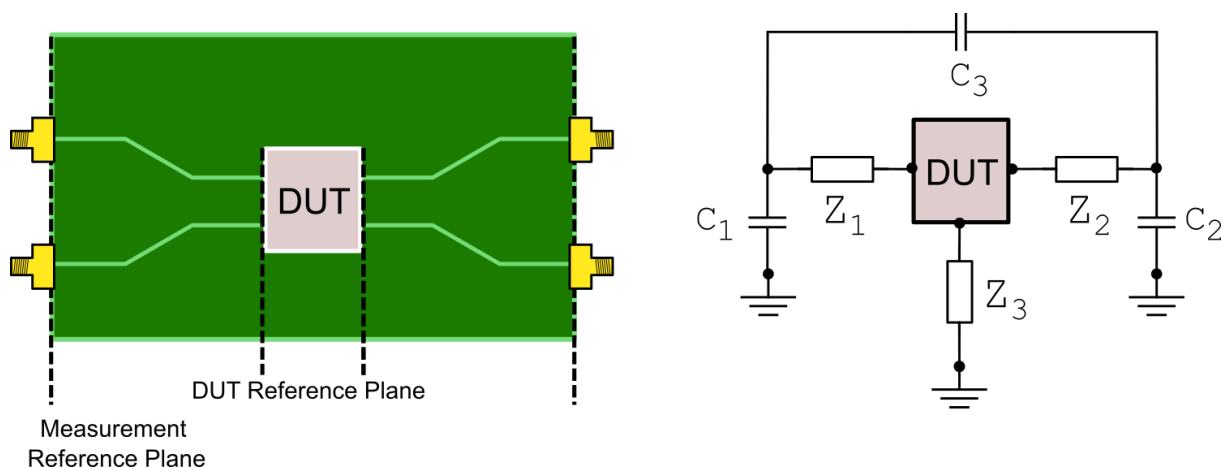 DUT
DUT Reference Plane
Measurement
Reference Plane
C3
DUT
C1
Z1
Z2
C2
Z3